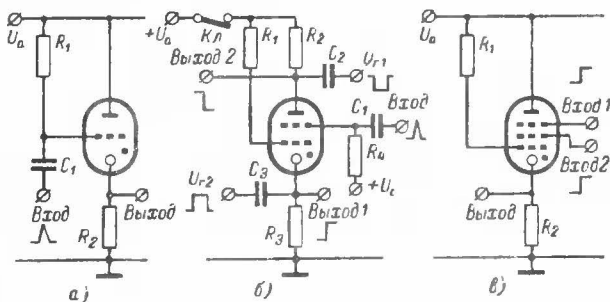 Uа
R1
C1
Вход
R2
Выход
а)
+Uа
Кл
R1
R2
Выход 2
C2
Uг1
C1
Вход
R4
+Uс
Uг2
C3
Выход 1
R3
б)
Uа
R1
Вход 1
Вход 2
Выход
R2
в)